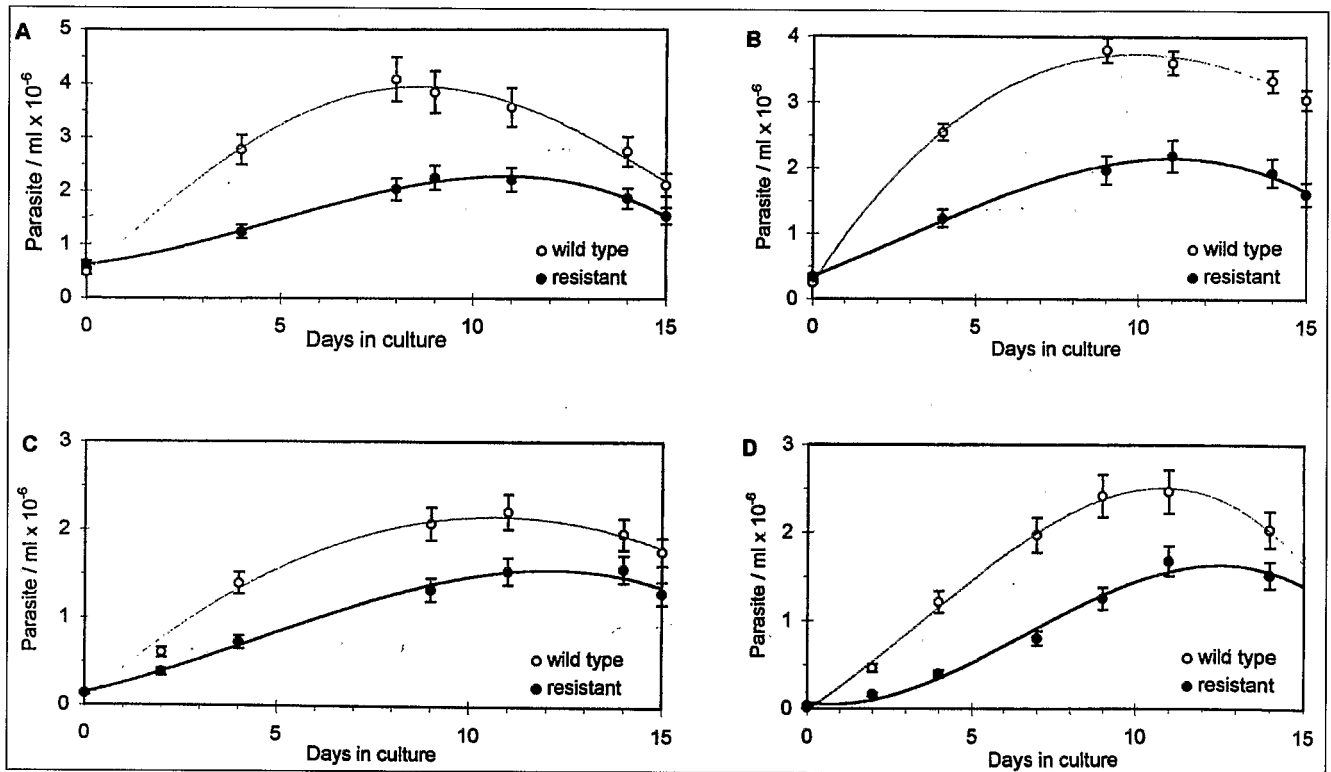 A
Parasite / ml x 10⁻⁶
5
4
3
2
1
0
0 5 10 15
Days in culture
wild type
resistant
B
Parasite / ml x 10⁻⁶
4
3
2
1
0
0 5 10 15
Days in culture
wild type
resistant
C
Parasite / ml x 10⁻⁶
3
2
1
0
0 5 10 15
Days in culture
wild type
resistant
D
Parasite / ml x 10⁻⁶
3
2
1
0
0 5 10 15
Days in culture
wild type
resistant